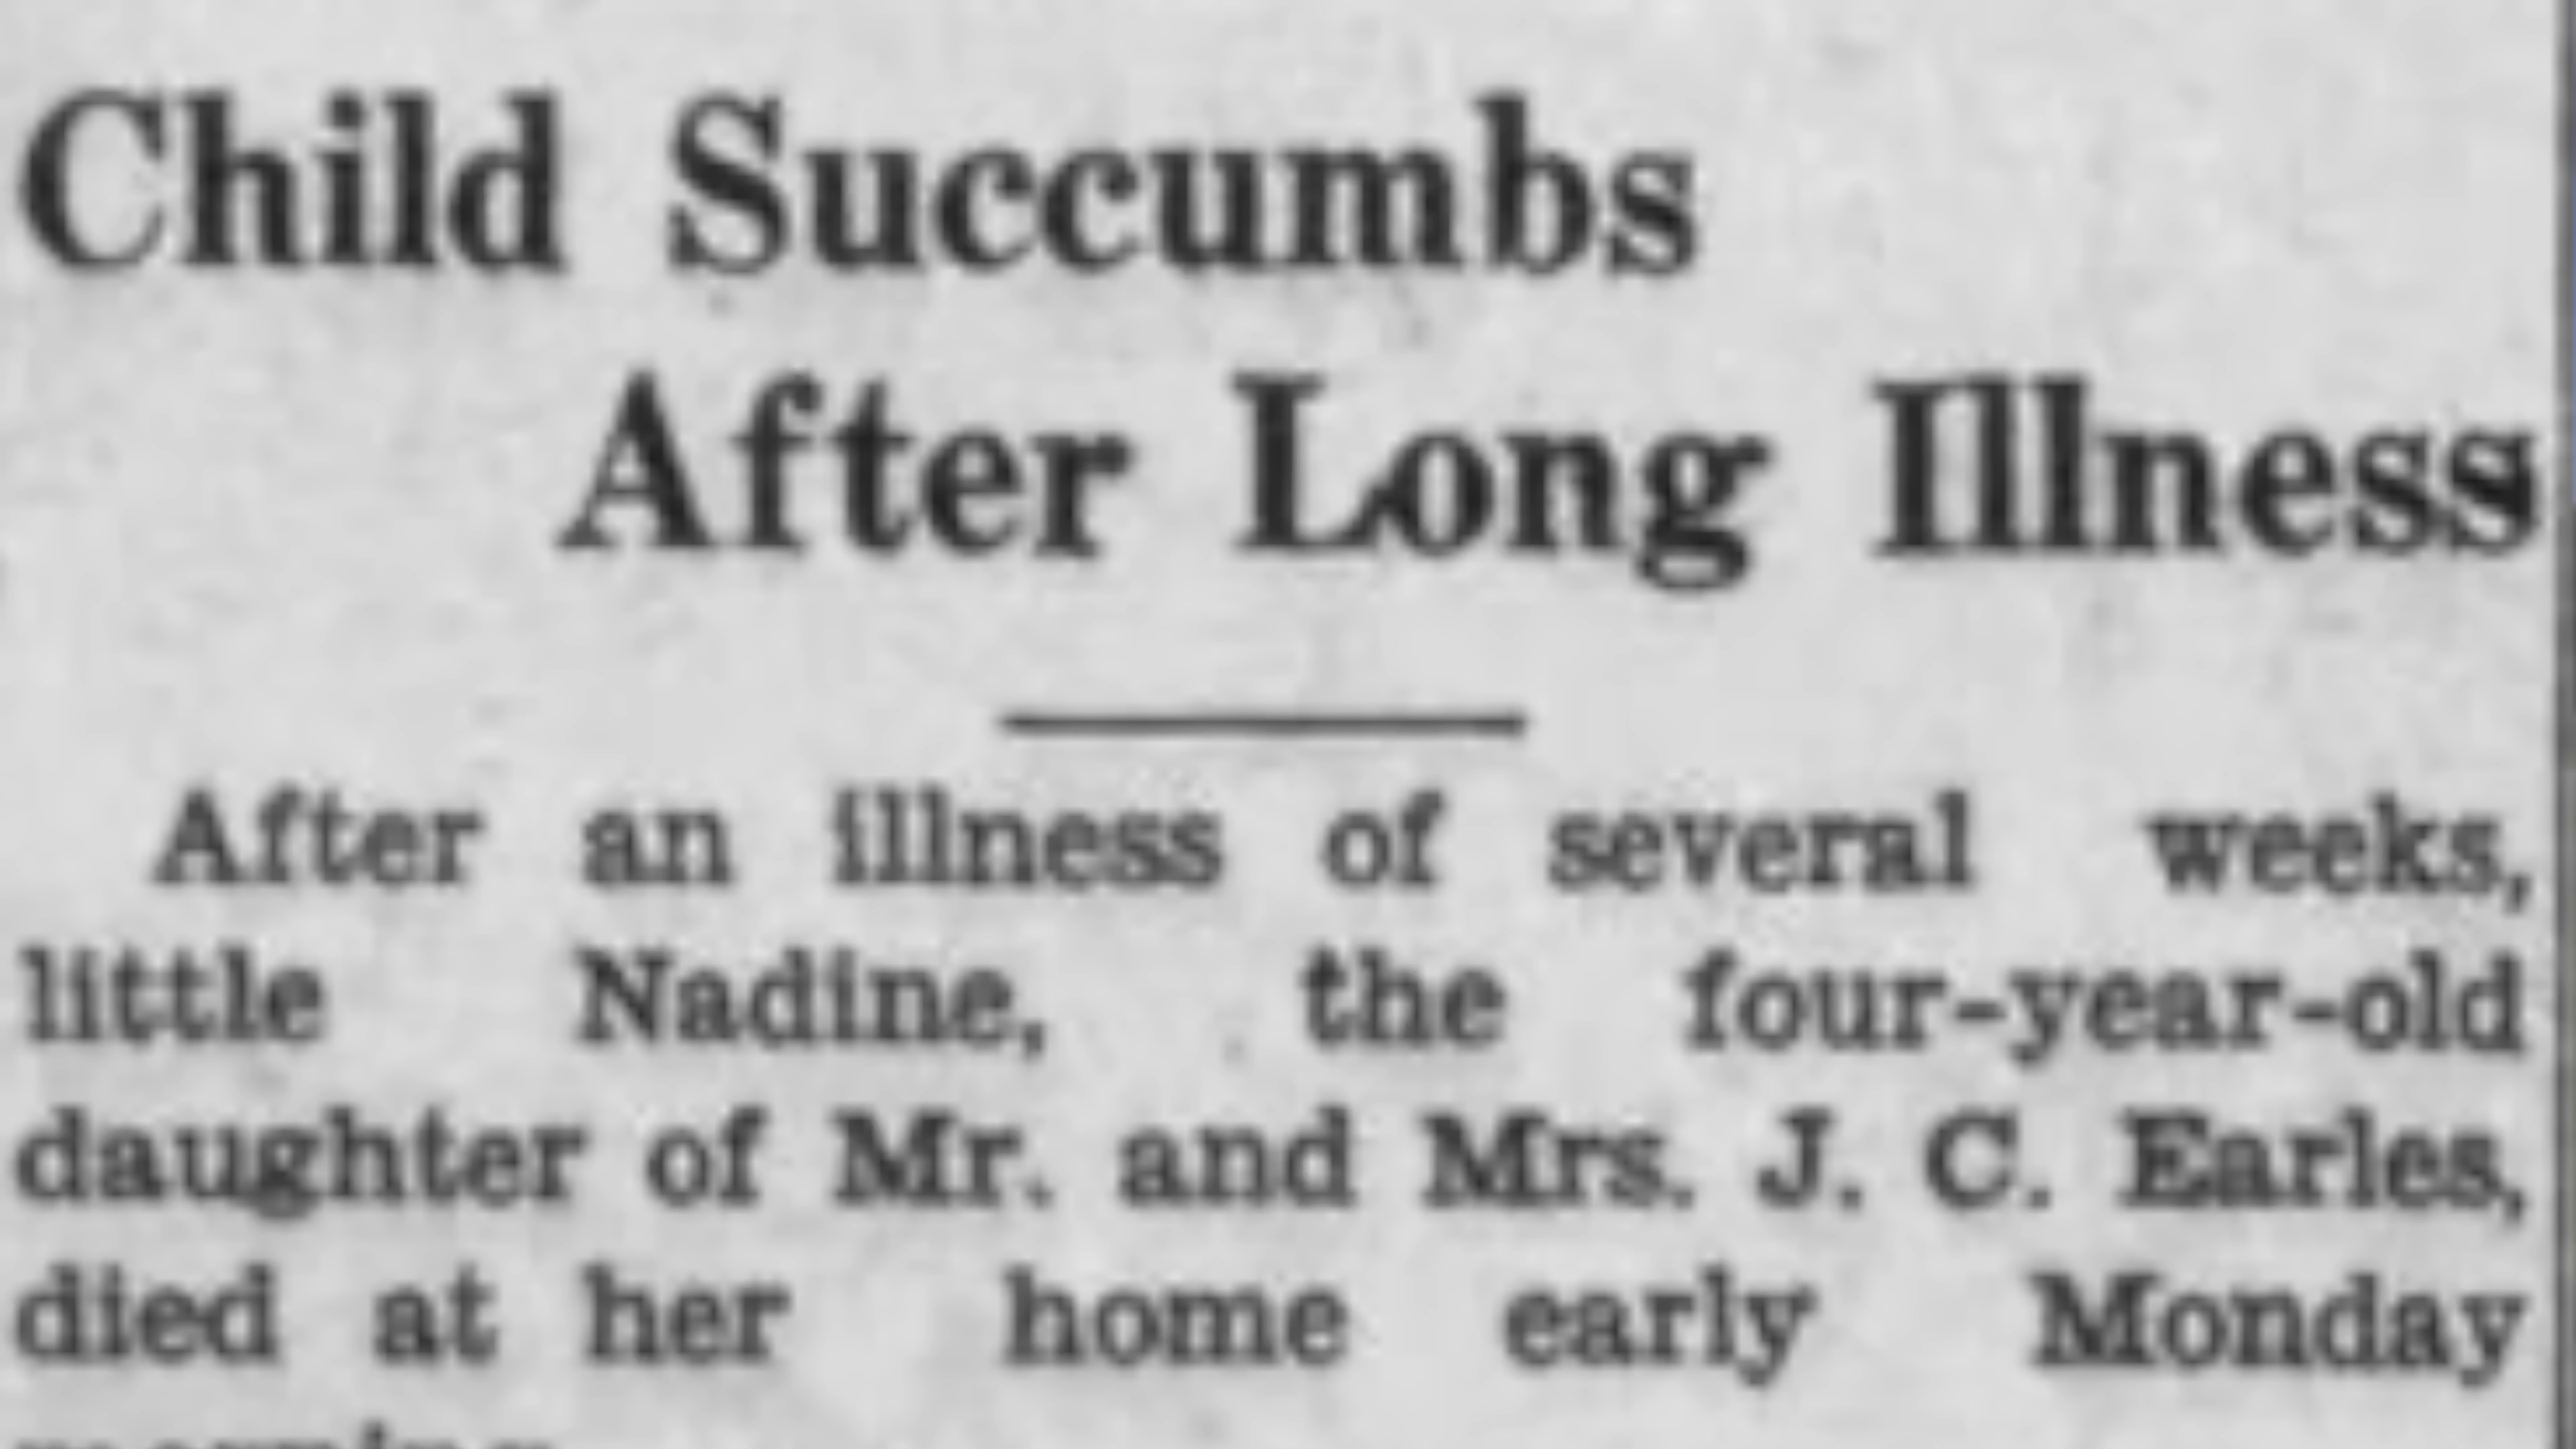 Child Succumbs
After Long Illness
After an illness of several weeks,
little Nadine, the four-year-old
daughter of Mr. and Mrs. J. C. Earles,
died at her home early Monday